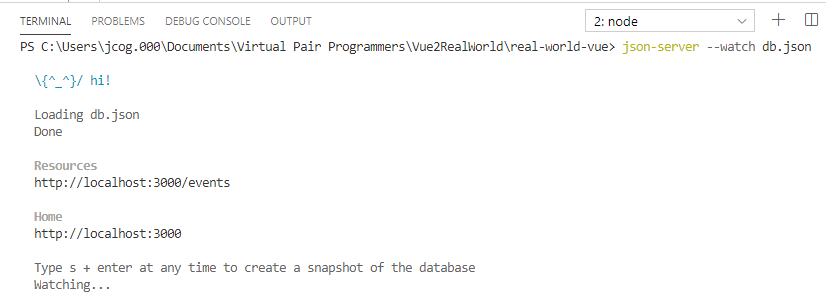 TERMINAL PROBLEMS DEBUG CONSOLE OUTPUT 2: node
PS C:\Users\jcog.000\Documents\Virtual Pair Programmers\Vue2RealWorld\real-world-vue> json-server --watch db.json
\{^_^}/ hi!
Loading db.json
Done
Resources
http://localhost:3000/events
Home
http://localhost:3000
Type s + enter at any time to create a snapshot of the database
Watching...